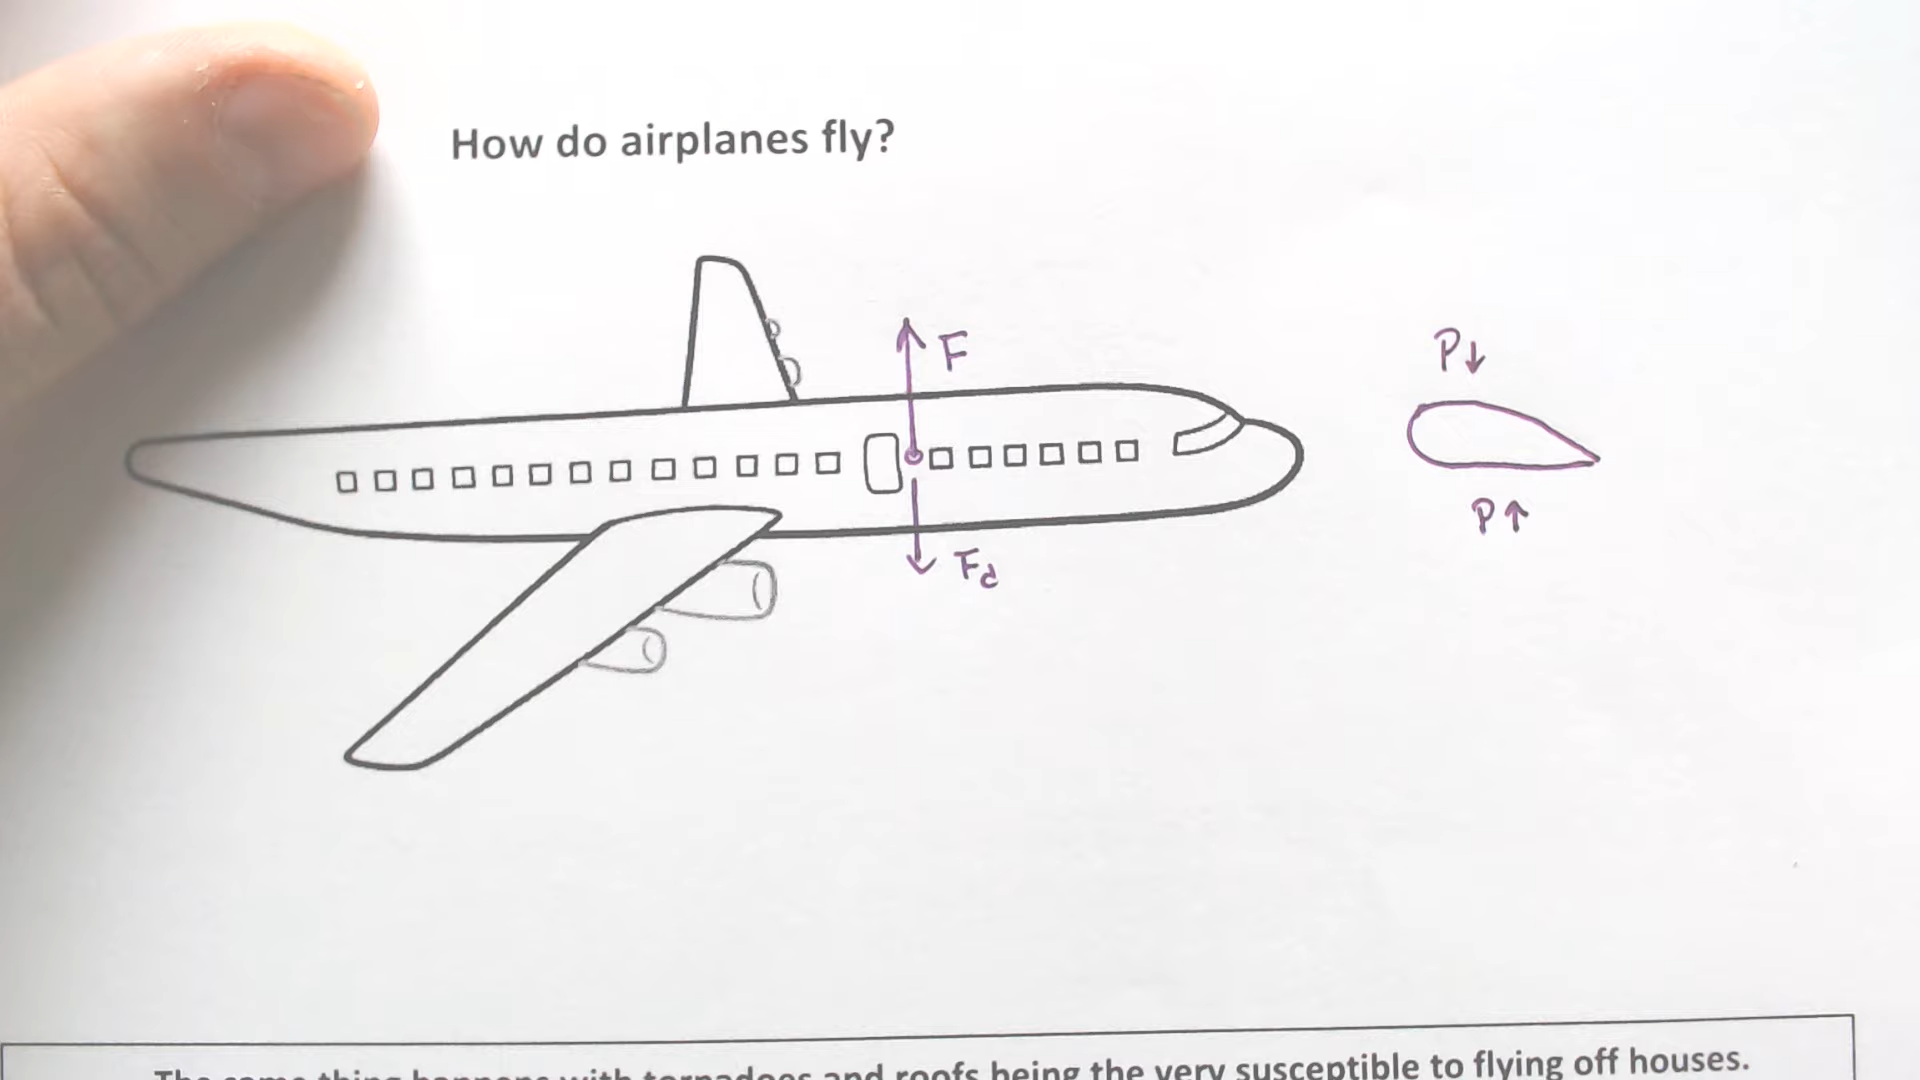 How do airplanes fly?
F
P↓
P↑
Fd
The same thing happens with tornadoes and roofs being the very susceptible to flying off houses.